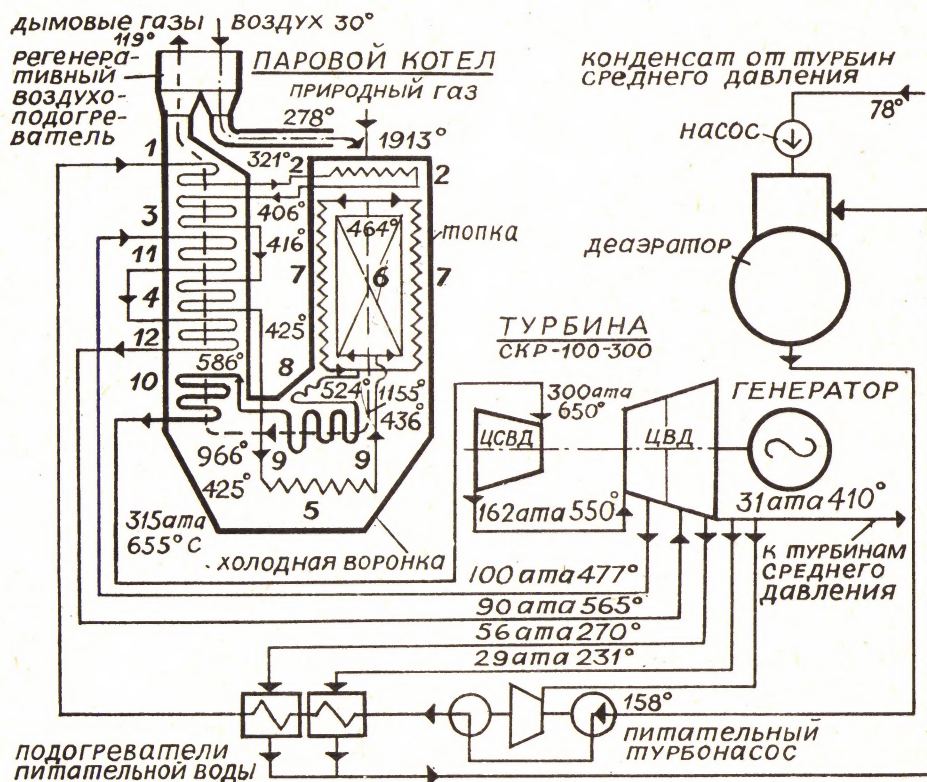 дымовые газы
воздух 30°
119°
регенера-
тивный
воздухо-
подогре-
ватель
ПАРОВОЙ КОТЕЛ
природный газ
278°
1913°
321°
1
2
2
3
406°
416°
464°
топка
11
7
6
7
4
425°
12
586°
8
10
524°
1155°
436°
966°
9
9
425°
5
315 ата
655°С
холодная воронка
конденсат от турбин
среднего давления
78°
насос
деаэратор
ТУРБИНА
СКР-100-300
300 ата
650°
ГЕНЕРАТОР
ЦСВД
ЦВД
162 ата 550°
31 ата 410°
к турбинам
среднего
давления
100 ата 477°
90 ата 565°
56 ата 270°
29 ата 231°
158°
питательный
турбонасос
подогреватели
питательной воды